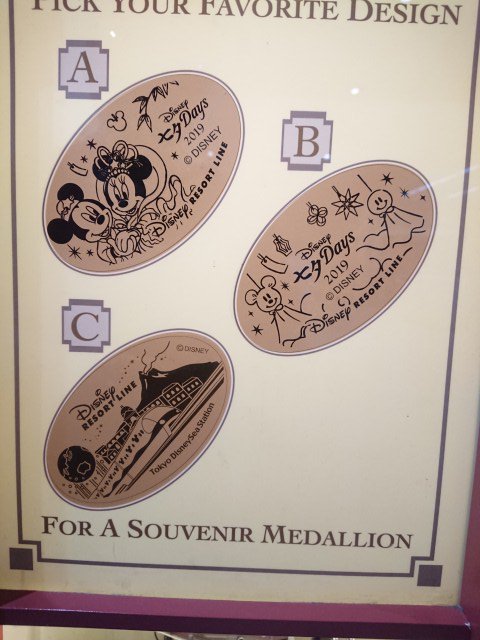 PICK YOUR FAVORITE DESIGN
A
Disney
七夕Days
2019
© DISNEY
Disney
RESORT LINE
B
Disney
七夕Days
2019
© DISNEY
Disney
RESORT LINE
C
© DISNEY
Disney
RESORT LINE
Tokyo DisneySea Station
FOR A SOUVENIR MEDALLION